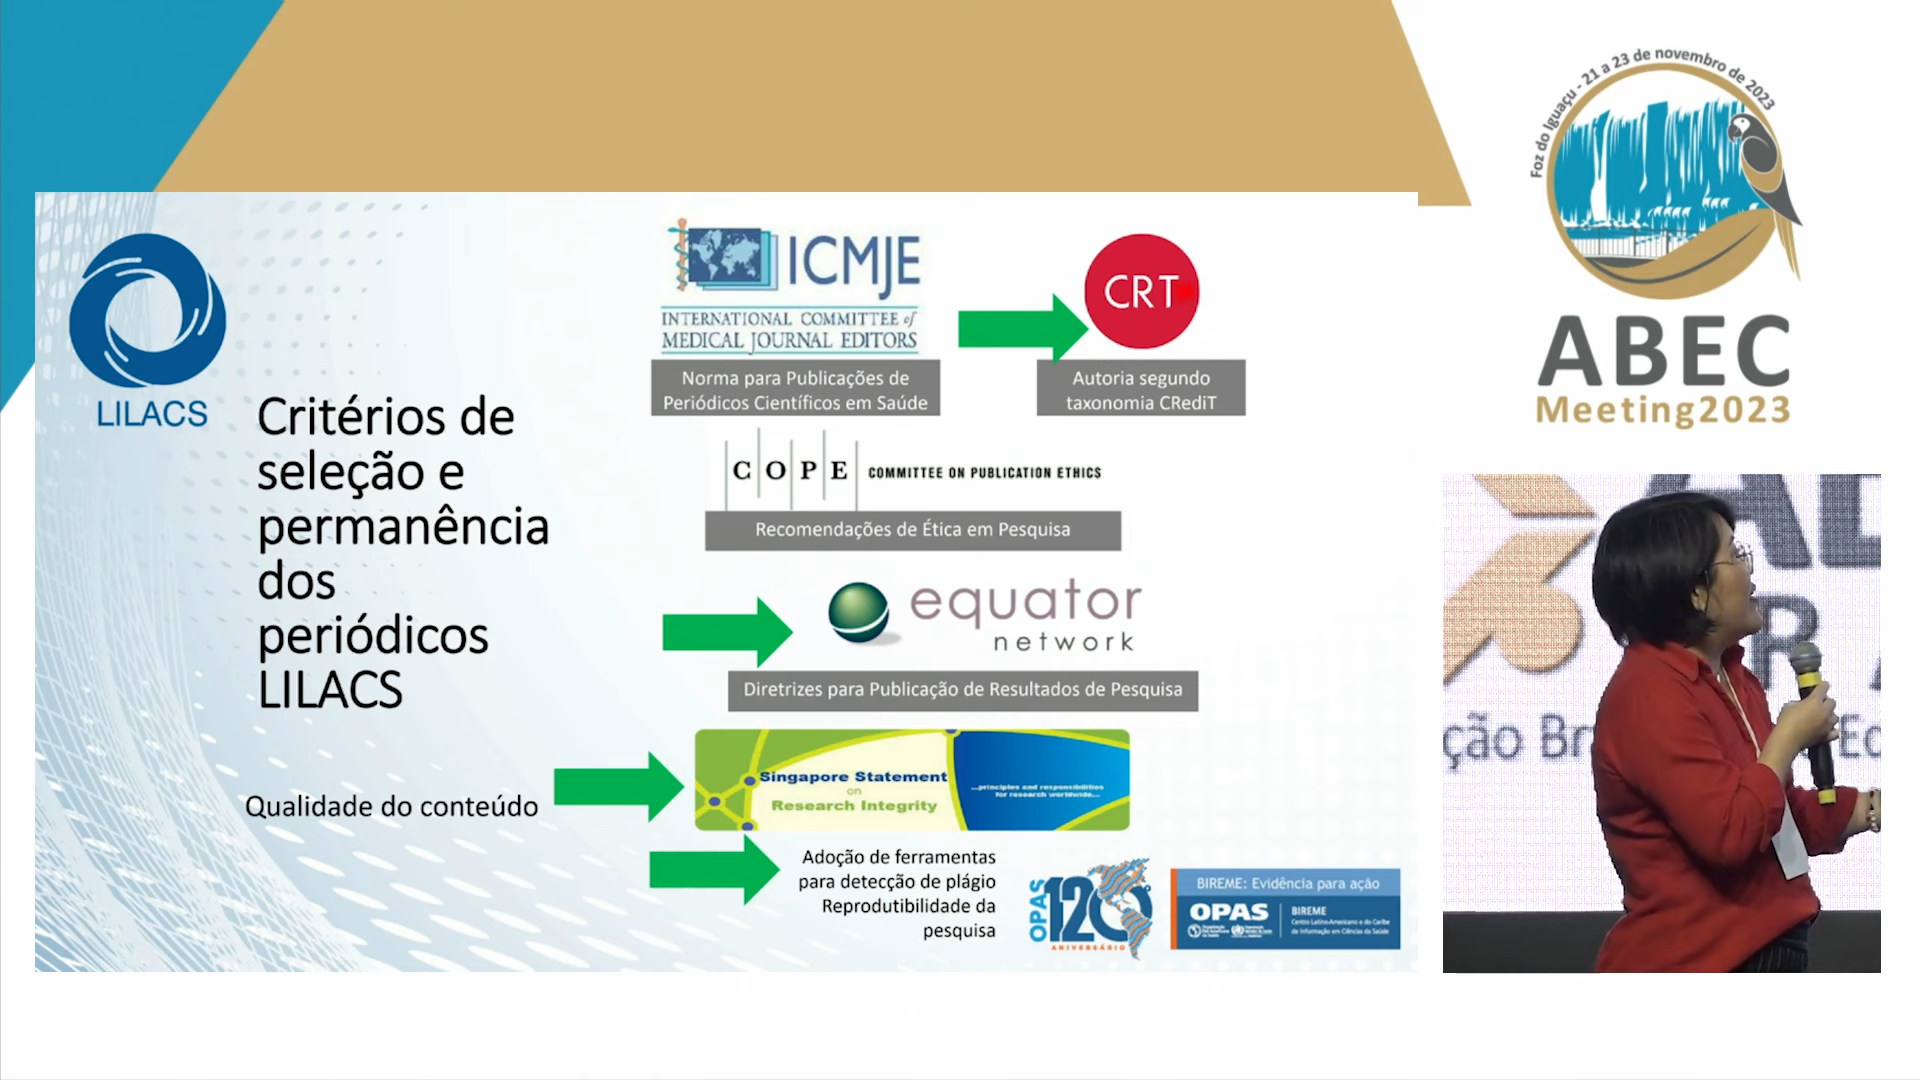 Foz do Iguaçu - 21 a 23 de novembro de 2023
ABEC
Meeting2023
LILACS
Critérios de
seleção e
permanência
dos
periódicos
LILACS
Qualidade do conteúdo
ICMJE
INTERNATIONAL COMMITTEE of
MEDICAL JOURNAL EDITORS
Norma para Publicações de
Periódicos Científicos em Saúde
CRT
Autoria segundo
taxonomia CRediT
COPE
COMMITTEE ON PUBLICATION ETHICS
Recomendações de Ética em Pesquisa
equator
network
Diretrizes para Publicação de Resultados de Pesquisa
Singapore Statement
on
Research Integrity
...principles and responsibilities
for research worldwide...
Adoção de ferramentas
para detecção de plágio
Reprodutibilidade da
pesquisa
OPAS
120
ANIVERSÁRIO
BIREME: Evidência para ação
OPAS
BIREME
Centro Latino-Americano e do Caribe
de Informação em Ciências da Saúde
ção Br